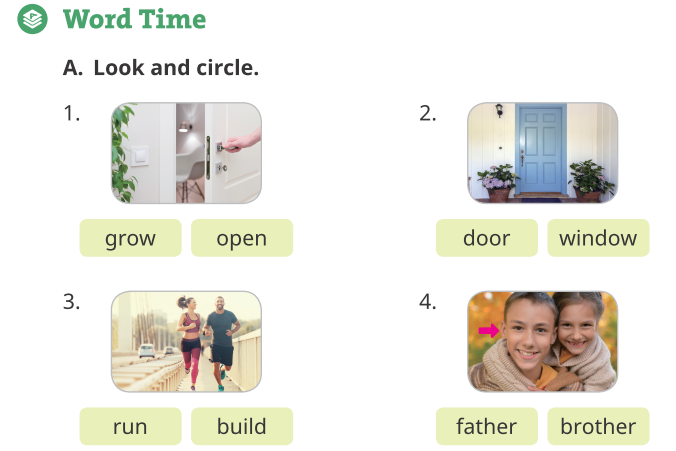 Word Time
A. Look and circle.
1.
2.
grow open
door window
3.
4.
run build
father brother